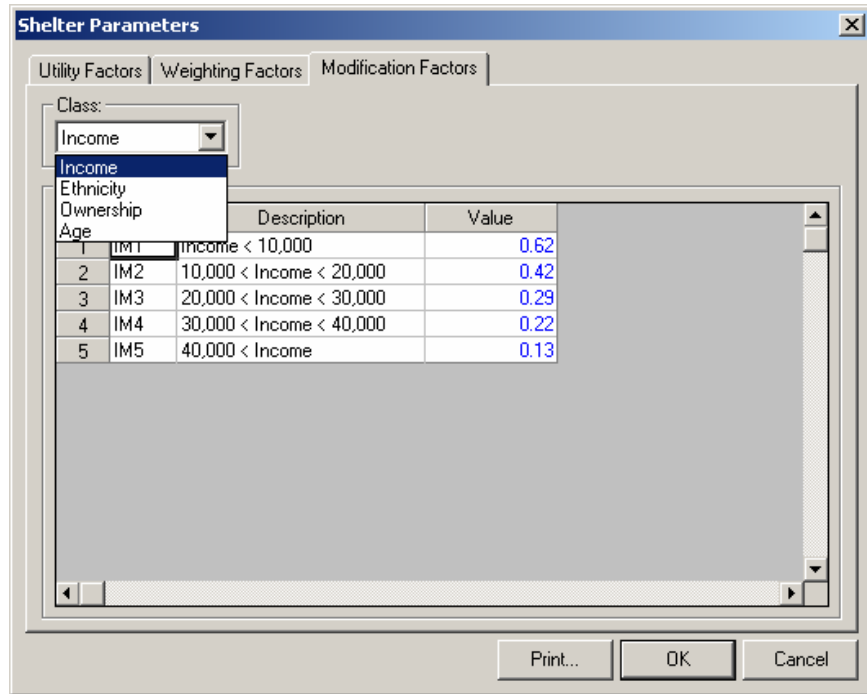 Shelter Parameters
Utility Factors Weighting Factors Modification Factors
Class:
Income
Income
Ethnicity
Ownership
Age
Description Value
1 IM1 Income < 10,000 0.62
2 IM2 10,000 < Income < 20,000 0.42
3 IM3 20,000 < Income < 30,000 0.29
4 IM4 30,000 < Income < 40,000 0.22
5 IM5 40,000 < Income 0.13
Print... OK Cancel